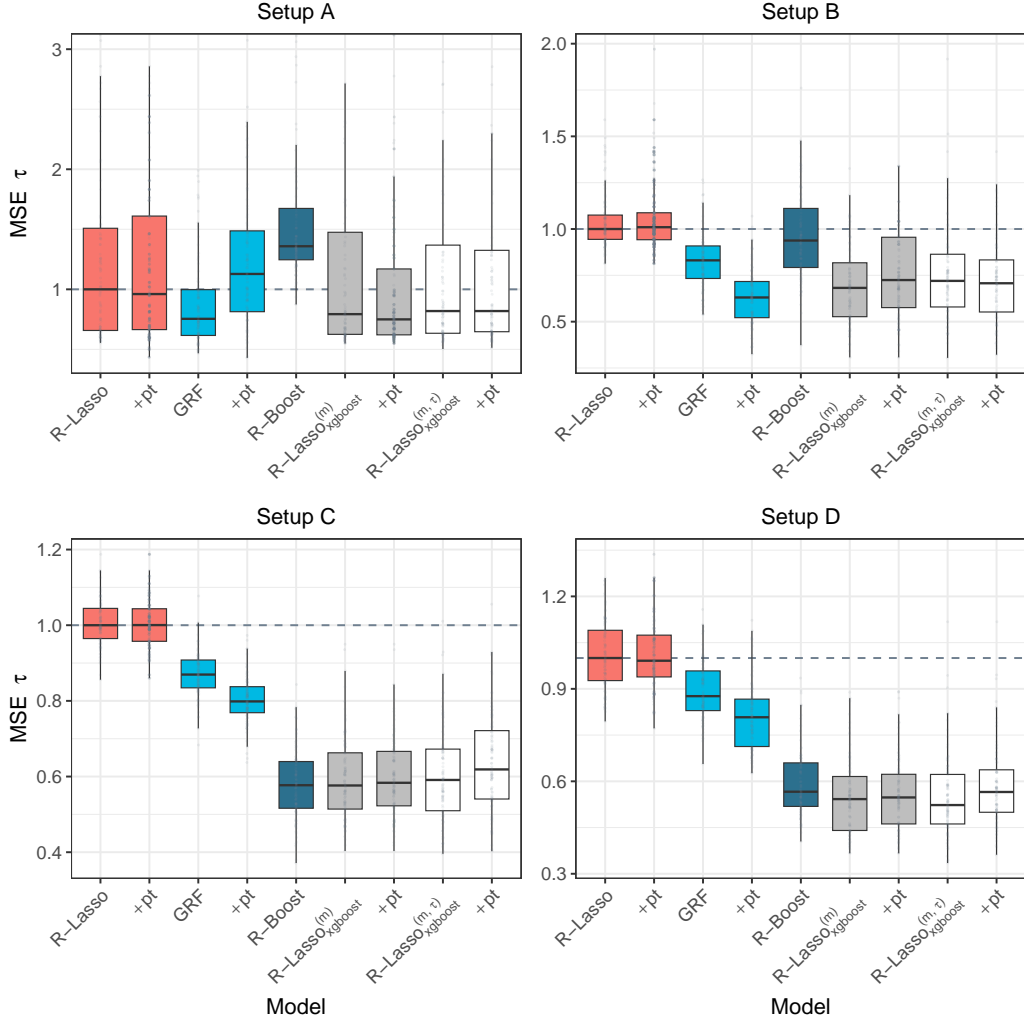 Setup A
Setup B
MSE τ
3
2
1
2.0
1.5
1.0
0.5
R−Lasso
+pt
GRF
+pt
R−Boost
R−Lasso(m)xgboost
+pt
R−Lasso(m, τ)xgboost
+pt
R−Lasso
+pt
GRF
+pt
R−Boost
R−Lasso(m)xgboost
+pt
R−Lasso(m, τ)xgboost
+pt
Setup C
Setup D
MSE τ
1.2
1.0
0.8
0.6
0.4
1.2
0.9
0.6
0.3
R−Lasso
+pt
GRF
+pt
R−Boost
R−Lasso(m)xgboost
+pt
R−Lasso(m, τ)xgboost
+pt
R−Lasso
+pt
GRF
+pt
R−Boost
R−Lasso(m)xgboost
+pt
R−Lasso(m, τ)xgboost
+pt
Model
Model